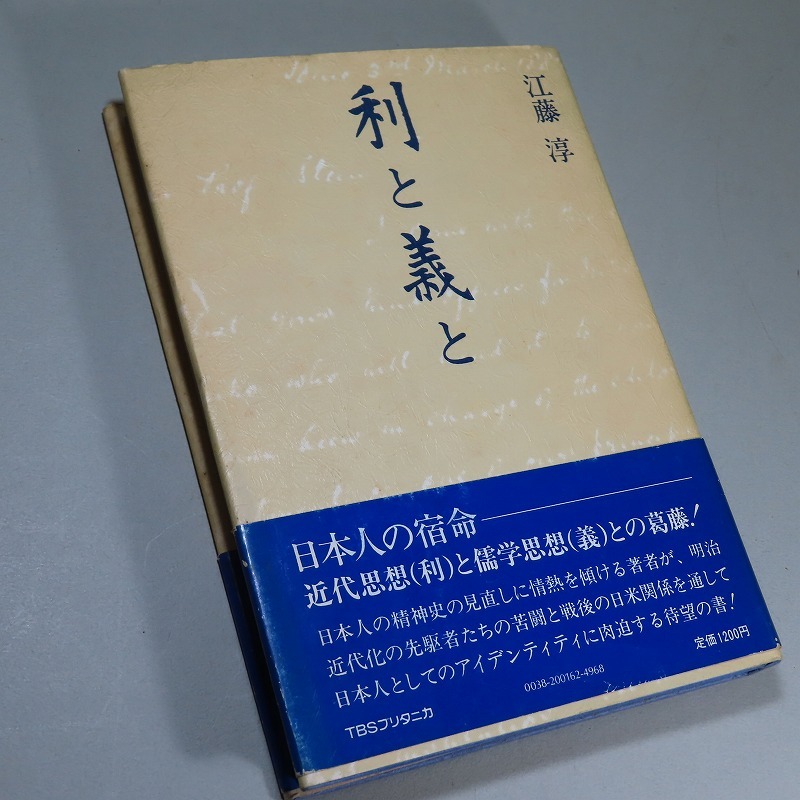 江藤 淳
利と義と
日本人の宿命――
近代思想(利)と儒学思想(義)との葛藤!
日本人の精神史の見直しに情熱を傾ける著者が、明治
近代化の先駆者たちの苦闘と戦後の日米関係を通して
日本人としてのアイデンティティに肉迫する待望の書!
定価1200円
0038-200162-4968
TBSブリタニカ